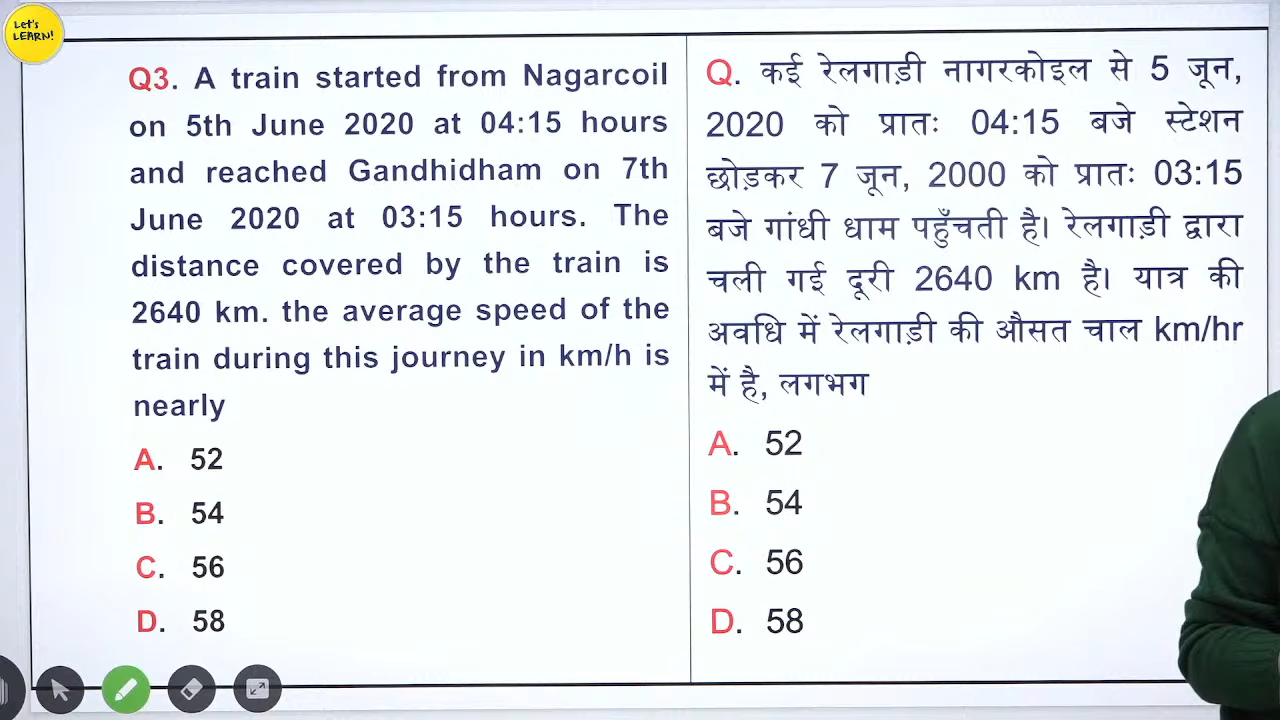 Let's
LEARN!
Q3. A train started from Nagarcoil
on 5th June 2020 at 04:15 hours
and reached Gandhidham on 7th
June 2020 at 03:15 hours. The
distance covered by the train is
2640 km. the average speed of the
train during this journey in km/h is
nearly
A. 52
B. 54
C. 56
D. 58
Q. कई रेलगाड़ी नागरकोइल से 5 जून,
2020 को प्रातः 04:15 बजे स्टेशन
छोड़कर 7 जून, 2000 को प्रातः 03:15
बजे गांधी धाम पहुँचती है। रेलगाड़ी द्वारा
चली गई दूरी 2640 km है। यात्र की
अवधि में रेलगाड़ी की औसत चाल km/hr
में है, लगभग
A. 52
B. 54
C. 56
D. 58